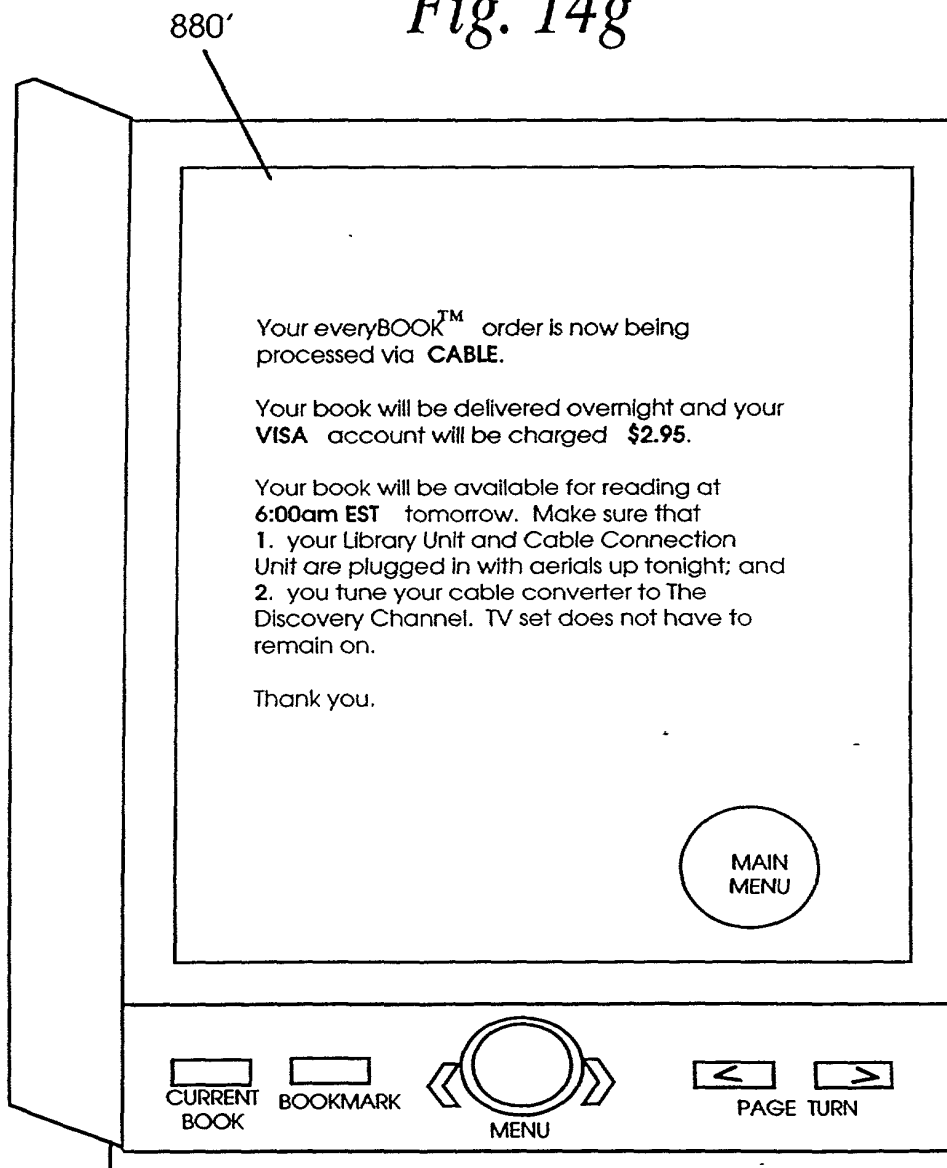 Fig. 14g
880′
Your everyBOOK™ order is now being
processed via CABLE.
Your book will be delivered overnight and your
VISA account will be charged $2.95.
Your book will be available for reading at
6:00am EST tomorrow. Make sure that
1. your Library Unit and Cable Connection
Unit are plugged in with aerials up tonight; and
2. you tune your cable converter to The
Discovery Channel. TV set does not have to
remain on.
Thank you.
MAIN
MENU
CURRENT
BOOK
BOOKMARK
MENU
<
>
PAGE TURN